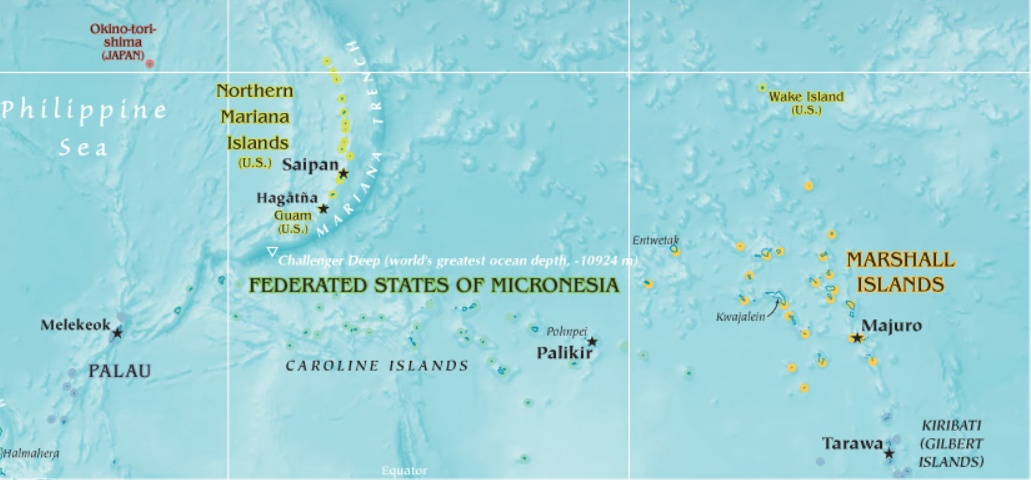 Okino-tori-
shima
(JAPAN)
Philippine
Sea
Northern
Mariana
Islands
(U.S.)
Saipan
Hagåtña
Guam
(U.S.)
MARIANA TRENCH
Challenger Deep (world's greatest ocean depth, -10924 m)
Wake Island
(U.S.)
FEDERATED STATES OF MICRONESIA
Entwetak
MARSHALL
ISLANDS
Kwajalein
Majuro
Melekeok
PALAU
Pohnpei
Palikir
CAROLINE ISLANDS
Halmahera
Equator
Tarawa
KIRIBATI
(GILBERT
ISLANDS)